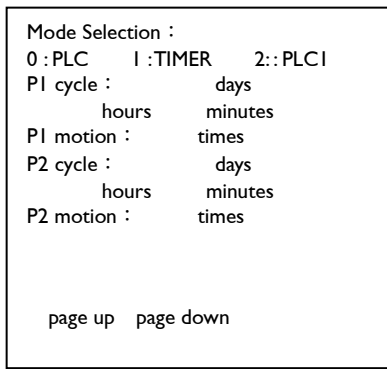 Mode Selection：
0 : PLC 1 : TIMER 2: : PLC1
P1 cycle： days
hours minutes
P1 motion： times
P2 cycle： days
hours minutes
P2 motion： times
page up page down